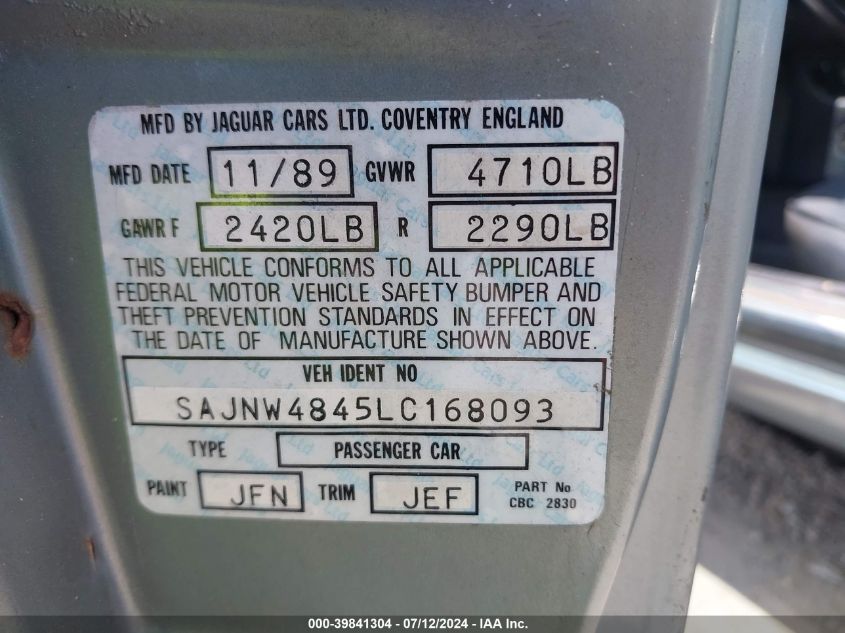 MFD BY JAGUAR CARS LTD. COVENTRY ENGLAND
MFD DATE 11/89 GVWR 4710LB
GAWR F 2420LB R 2290LB
THIS VEHICLE CONFORMS TO ALL APPLICABLE
FEDERAL MOTOR VEHICLE SAFETY BUMPER AND
THEFT PREVENTION STANDARDS IN EFFECT ON
THE DATE OF MANUFACTURE SHOWN ABOVE.
VEH IDENT NO
SAJNW4845LC168093
TYPE PASSENGER CAR
PAINT JFN TRIM JEF PART No
CBC 2830
000-39841304 / 07/12/2024 - IAA Inc.